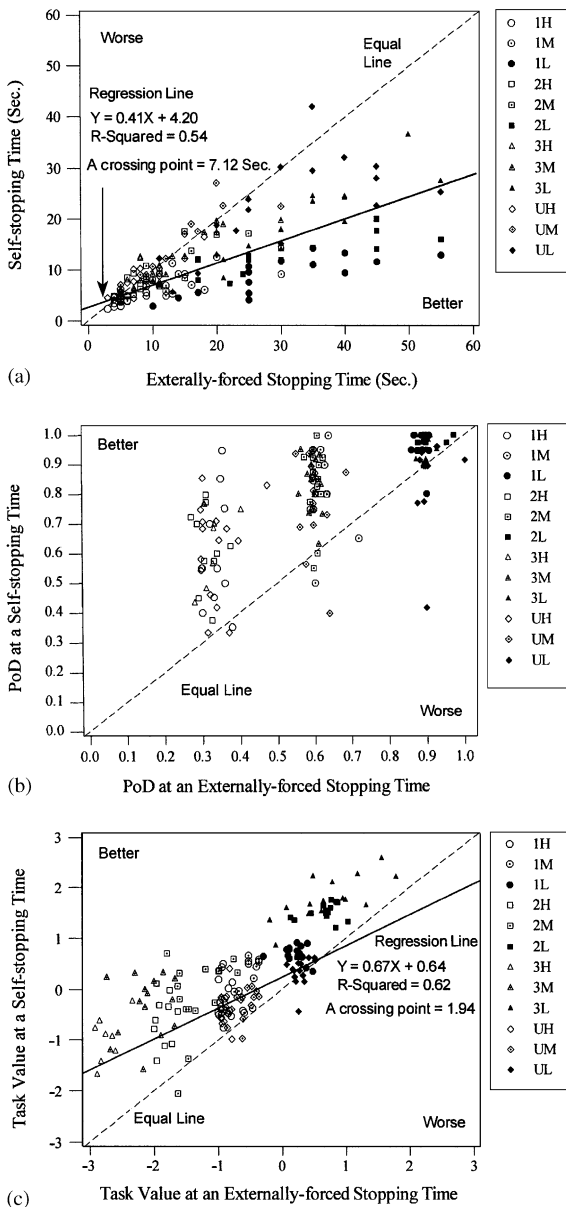 60
50
40
30
20
10
0
0
10
20
30
40
50
60
Self-stopping Time (Sec.)
Exterally-forced Stopping Time (Sec.)
Worse
Equal
Line
Regression Line
Y = 0.41X + 4.20
R-Squared = 0.54
A crossing point = 7.12 Sec.
Better
1H
1M
1L
2H
2M
2L
3H
3M
3L
UH
UM
UL
(a)
1.0
0.9
0.8
0.7
0.6
0.5
0.4
0.3
0.2
0.1
0.0
0.0
0.1
0.2
0.3
0.4
0.5
0.6
0.7
0.8
0.9
1.0
PoD at a Self-stopping Time
PoD at an Externally-forced Stopping Time
Better
Equal Line
Worse
1H
1M
1L
2H
2M
2L
3H
3M
3L
UH
UM
UL
(b)
3
2
1
0
-1
-2
-3
-3
-2
-1
0
1
2
3
Task Value at a Self-stopping Time
Task Value at an Externally-forced Stopping Time
Better
Regression Line
Y = 0.67X + 0.64
R-Squared = 0.62
A crossing point = 1.94
Equal Line
Worse
1H
1M
1L
2H
2M
2L
3H
3M
3L
UH
UM
UL
(c)